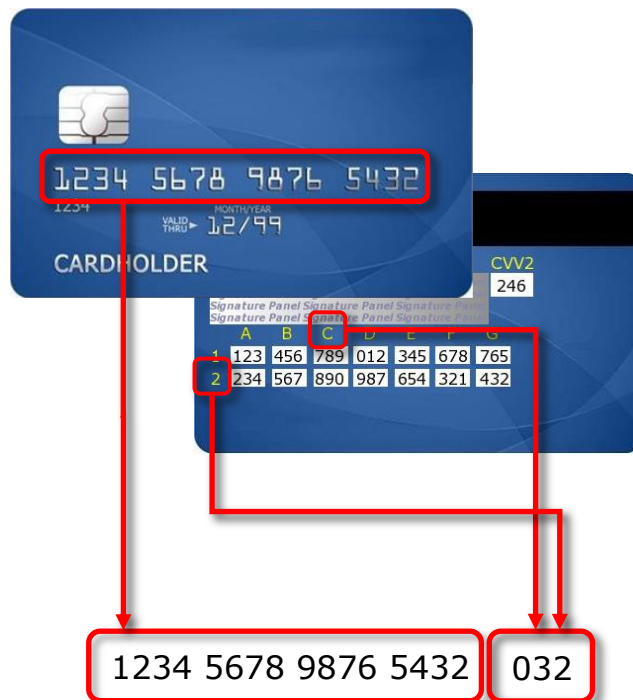 1234 5678 9876 5432
1234
MONTH/YEAR
VALID THRU ► 12/99
CARDHOLDER
CVV2
246
Signature Panel Signature Panel Signature Panel
Signature Panel Signature Panel Signature Panel
A B C D E F G
1 123 456 789 012 345 678 765
2 234 567 890 987 654 321 432
1234 5678 9876 5432 032